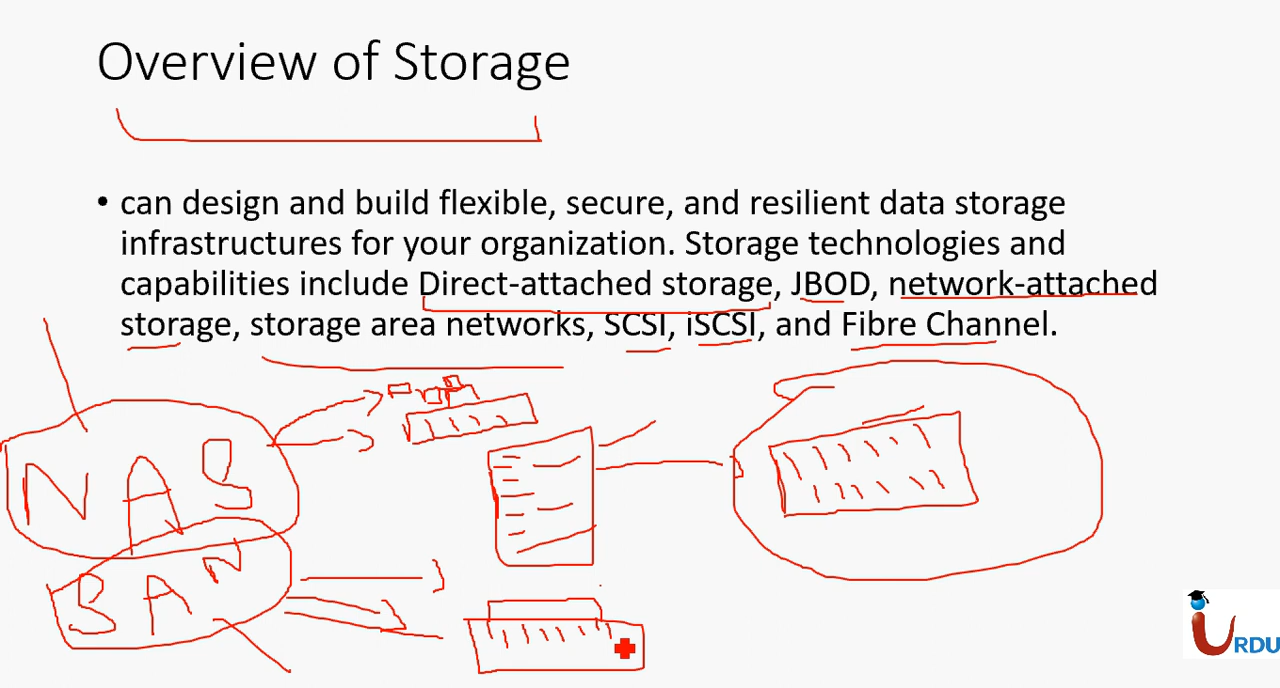 Overview of Storage
• can design and build flexible, secure, and resilient data storage
infrastructures for your organization. Storage technologies and
capabilities include Direct-attached storage, JBOD, network-attached
storage, storage area networks, SCSI, iSCSI, and Fibre Channel.
NAS
SAN
iURDU